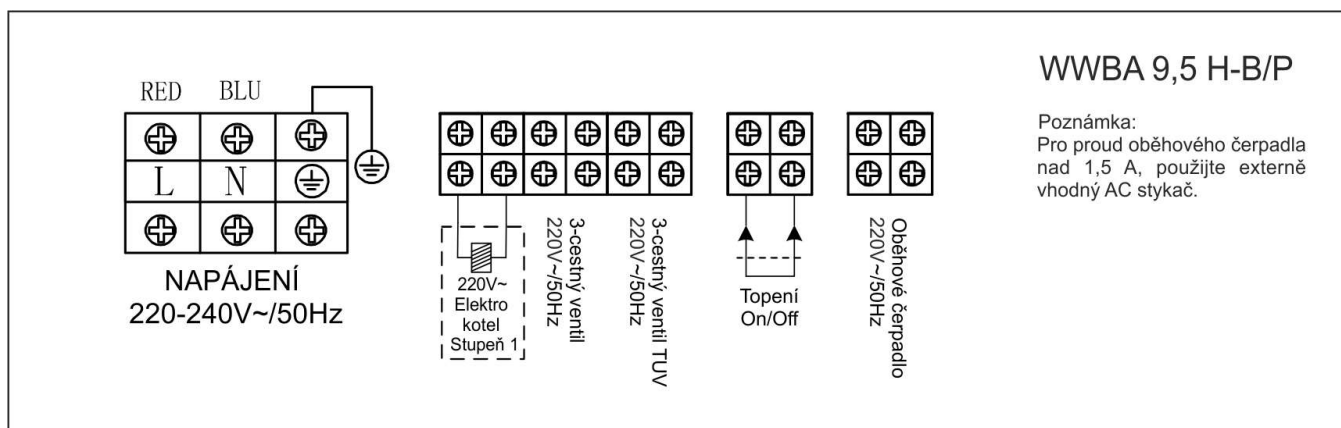 WWBA 9,5 H-B/P
Poznámka:
Pro proud oběhového čerpadla
nad 1,5 A, použijte externě
vhodný AC stykač.
RED BLU
L N
NAPÁJENÍ
220-240V~/50Hz
220V~
Elektro
kotel
Stupeň 1
3-cestný ventil
220V~/50Hz
3-cestný ventil TUV
220V~/50Hz
Topení
On/Off
Oběhové čerpadlo
220V~/50Hz